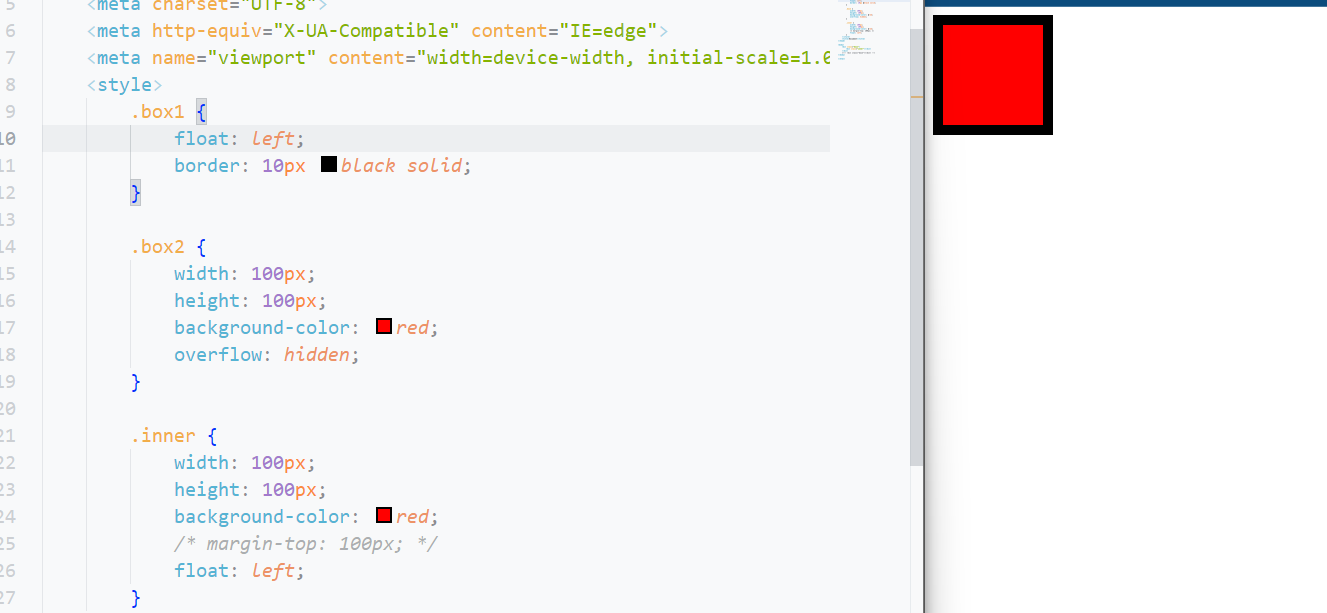 5 <meta charset="UTF-8">
6 <meta http-equiv="X-UA-Compatible" content="IE=edge">
7 <meta name="viewport" content="width=device-width, initial-scale=1.0
8 <style>
9 .box1 {
10 float: left;
11 border: 10px black solid;
12 }
13
14 .box2 {
15 width: 100px;
16 height: 100px;
17 background-color: red;
18 overflow: hidden;
19 }
20
21 .inner {
22 width: 100px;
23 height: 100px;
24 background-color: red;
25 /* margin-top: 100px; */
26 float: left;
27 }